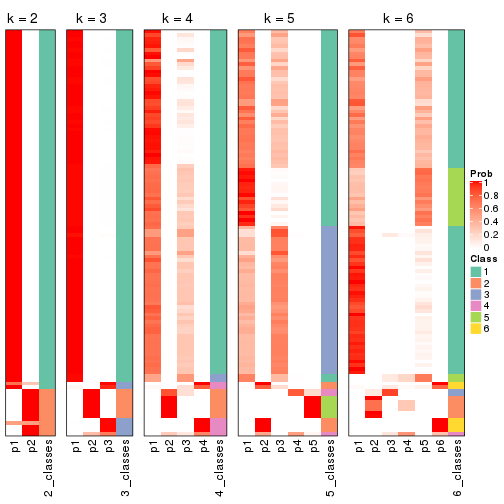 k = 2
k = 3
k = 4
k = 5
k = 6
Prob
1
0.8
0.6
0.4
0.2
0
Class
1
2
3
4
5
6
p1
p2
2_classes
p1
p2
p3
3_classes
p1
p2
p3
p4
4_classes
p1
p2
p3
p4
p5
5_classes
p1
p2
p3
p4
p5
p6
6_classes